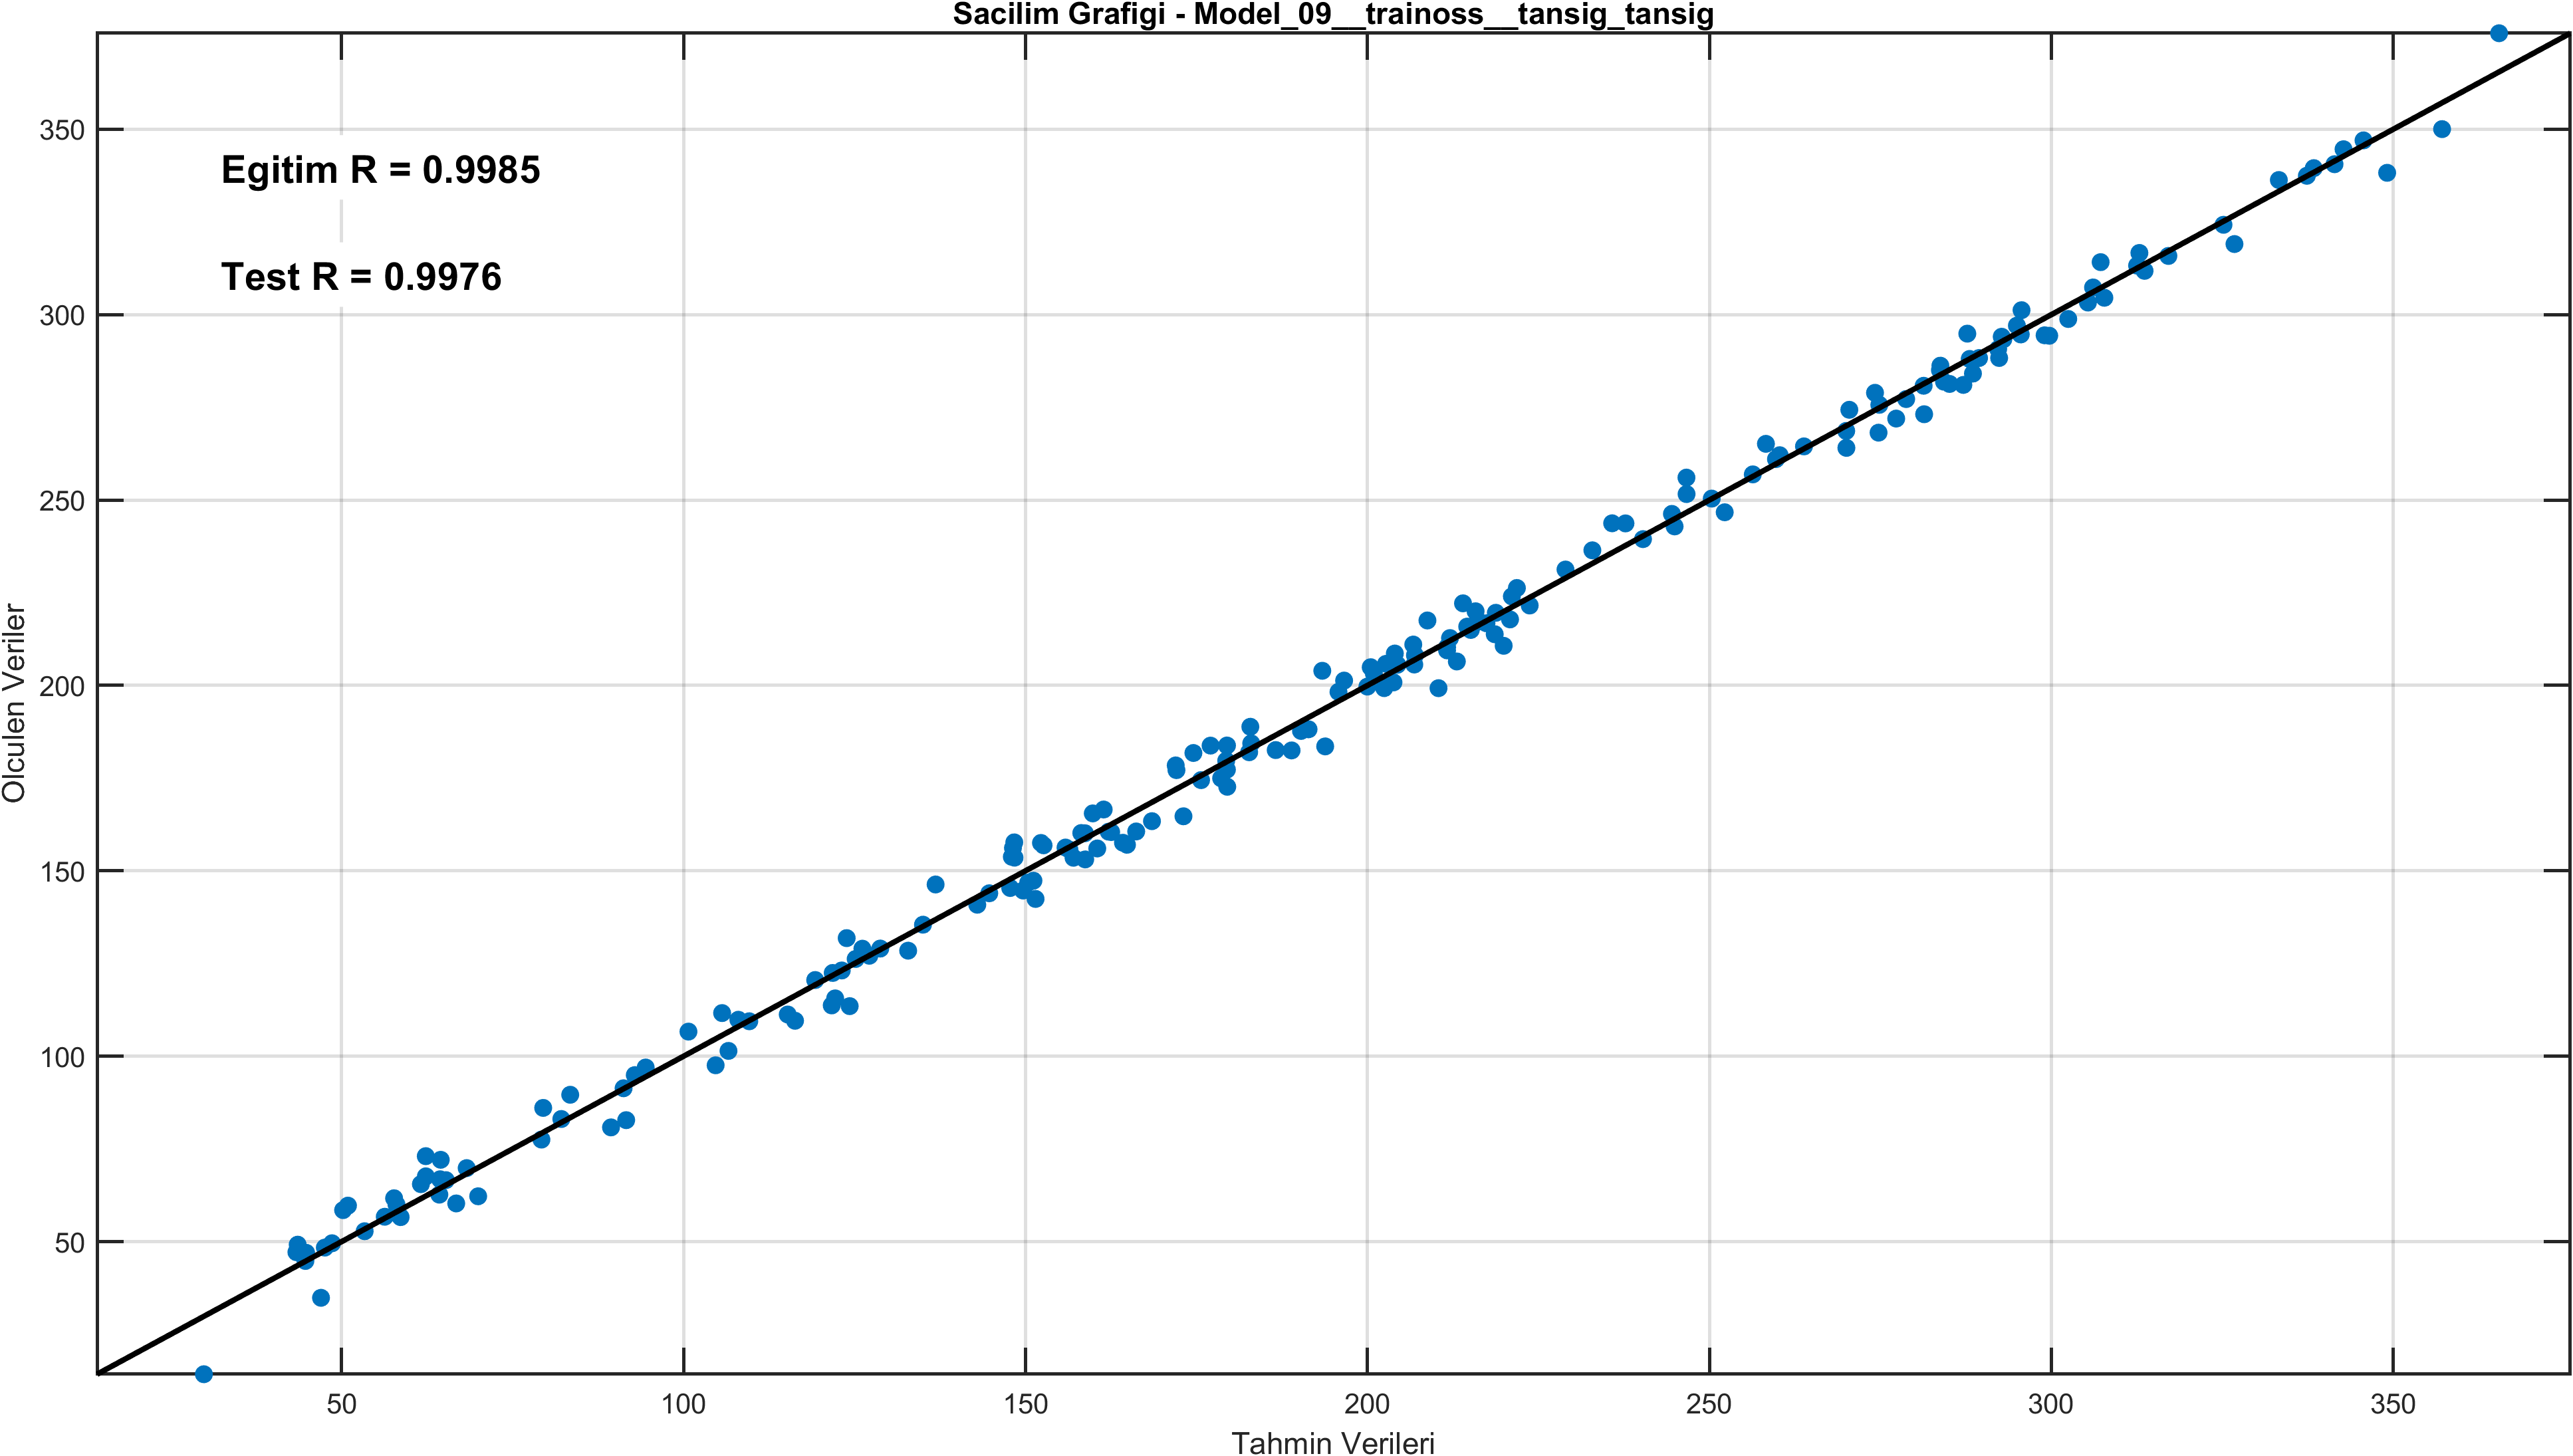 Sacilim Grafigi - Model_09__trainoss__tansig_tansig
Egitim R = 0.9985
Test R = 0.9976
Olculen Veriler
350
300
250
200
150
100
50
50 100 150 200 250 300 350
Tahmin Verileri